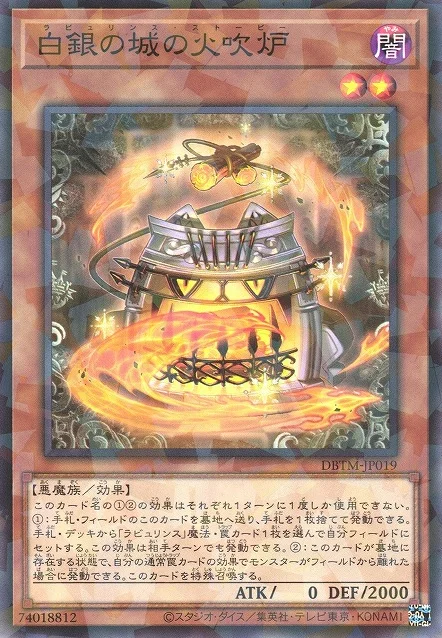 ラビュリンス・ストービー
白銀の城の火吹炉
やみ
闇
DBTM-JP019
【悪魔族/効果】
このカード名の①②の効果はそれぞれ1ターンに1度しか使用できない。
①:手札・フィールドのこのカードを墓地へ送り、手札を1枚捨てて発動できる。
手札・デッキから「ラビュリンス」魔法・罠カード1枚を選んで自分フィールド
にセットする。この効果は相手ターンでも発動できる。②:このカードが墓地に
存在する状態で、自分の通常罠カードの効果でモンスターがフィールドから離れた
場合に発動できる。このカードを特殊召喚する。
ATK/ 0 DEF/2000
74018812 ©スタジオ・ダイス/集英社・テレビ東京・KONAMI